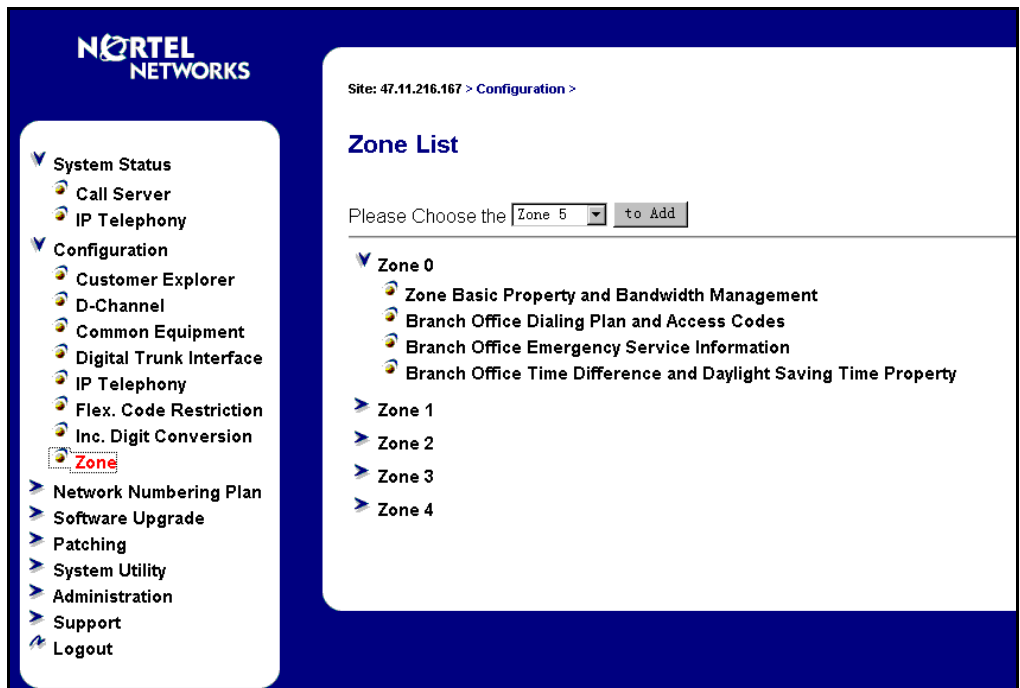 NORTEL
NETWORKS
System Status
Call Server
IP Telephony
Configuration
Customer Explorer
D-Channel
Common Equipment
Digital Trunk Interface
IP Telephony
Flex. Code Restriction
Inc. Digit Conversion
Zone
Network Numbering Plan
Software Upgrade
Patching
System Utility
Administration
Support
Logout
Site: 47.11.216.167 > Configuration >
Zone List
Please Choose the Zone 5 to Add
Zone 0
Zone Basic Property and Bandwidth Management
Branch Office Dialing Plan and Access Codes
Branch Office Emergency Service Information
Branch Office Time Difference and Daylight Saving Time Property
Zone 1
Zone 2
Zone 3
Zone 4